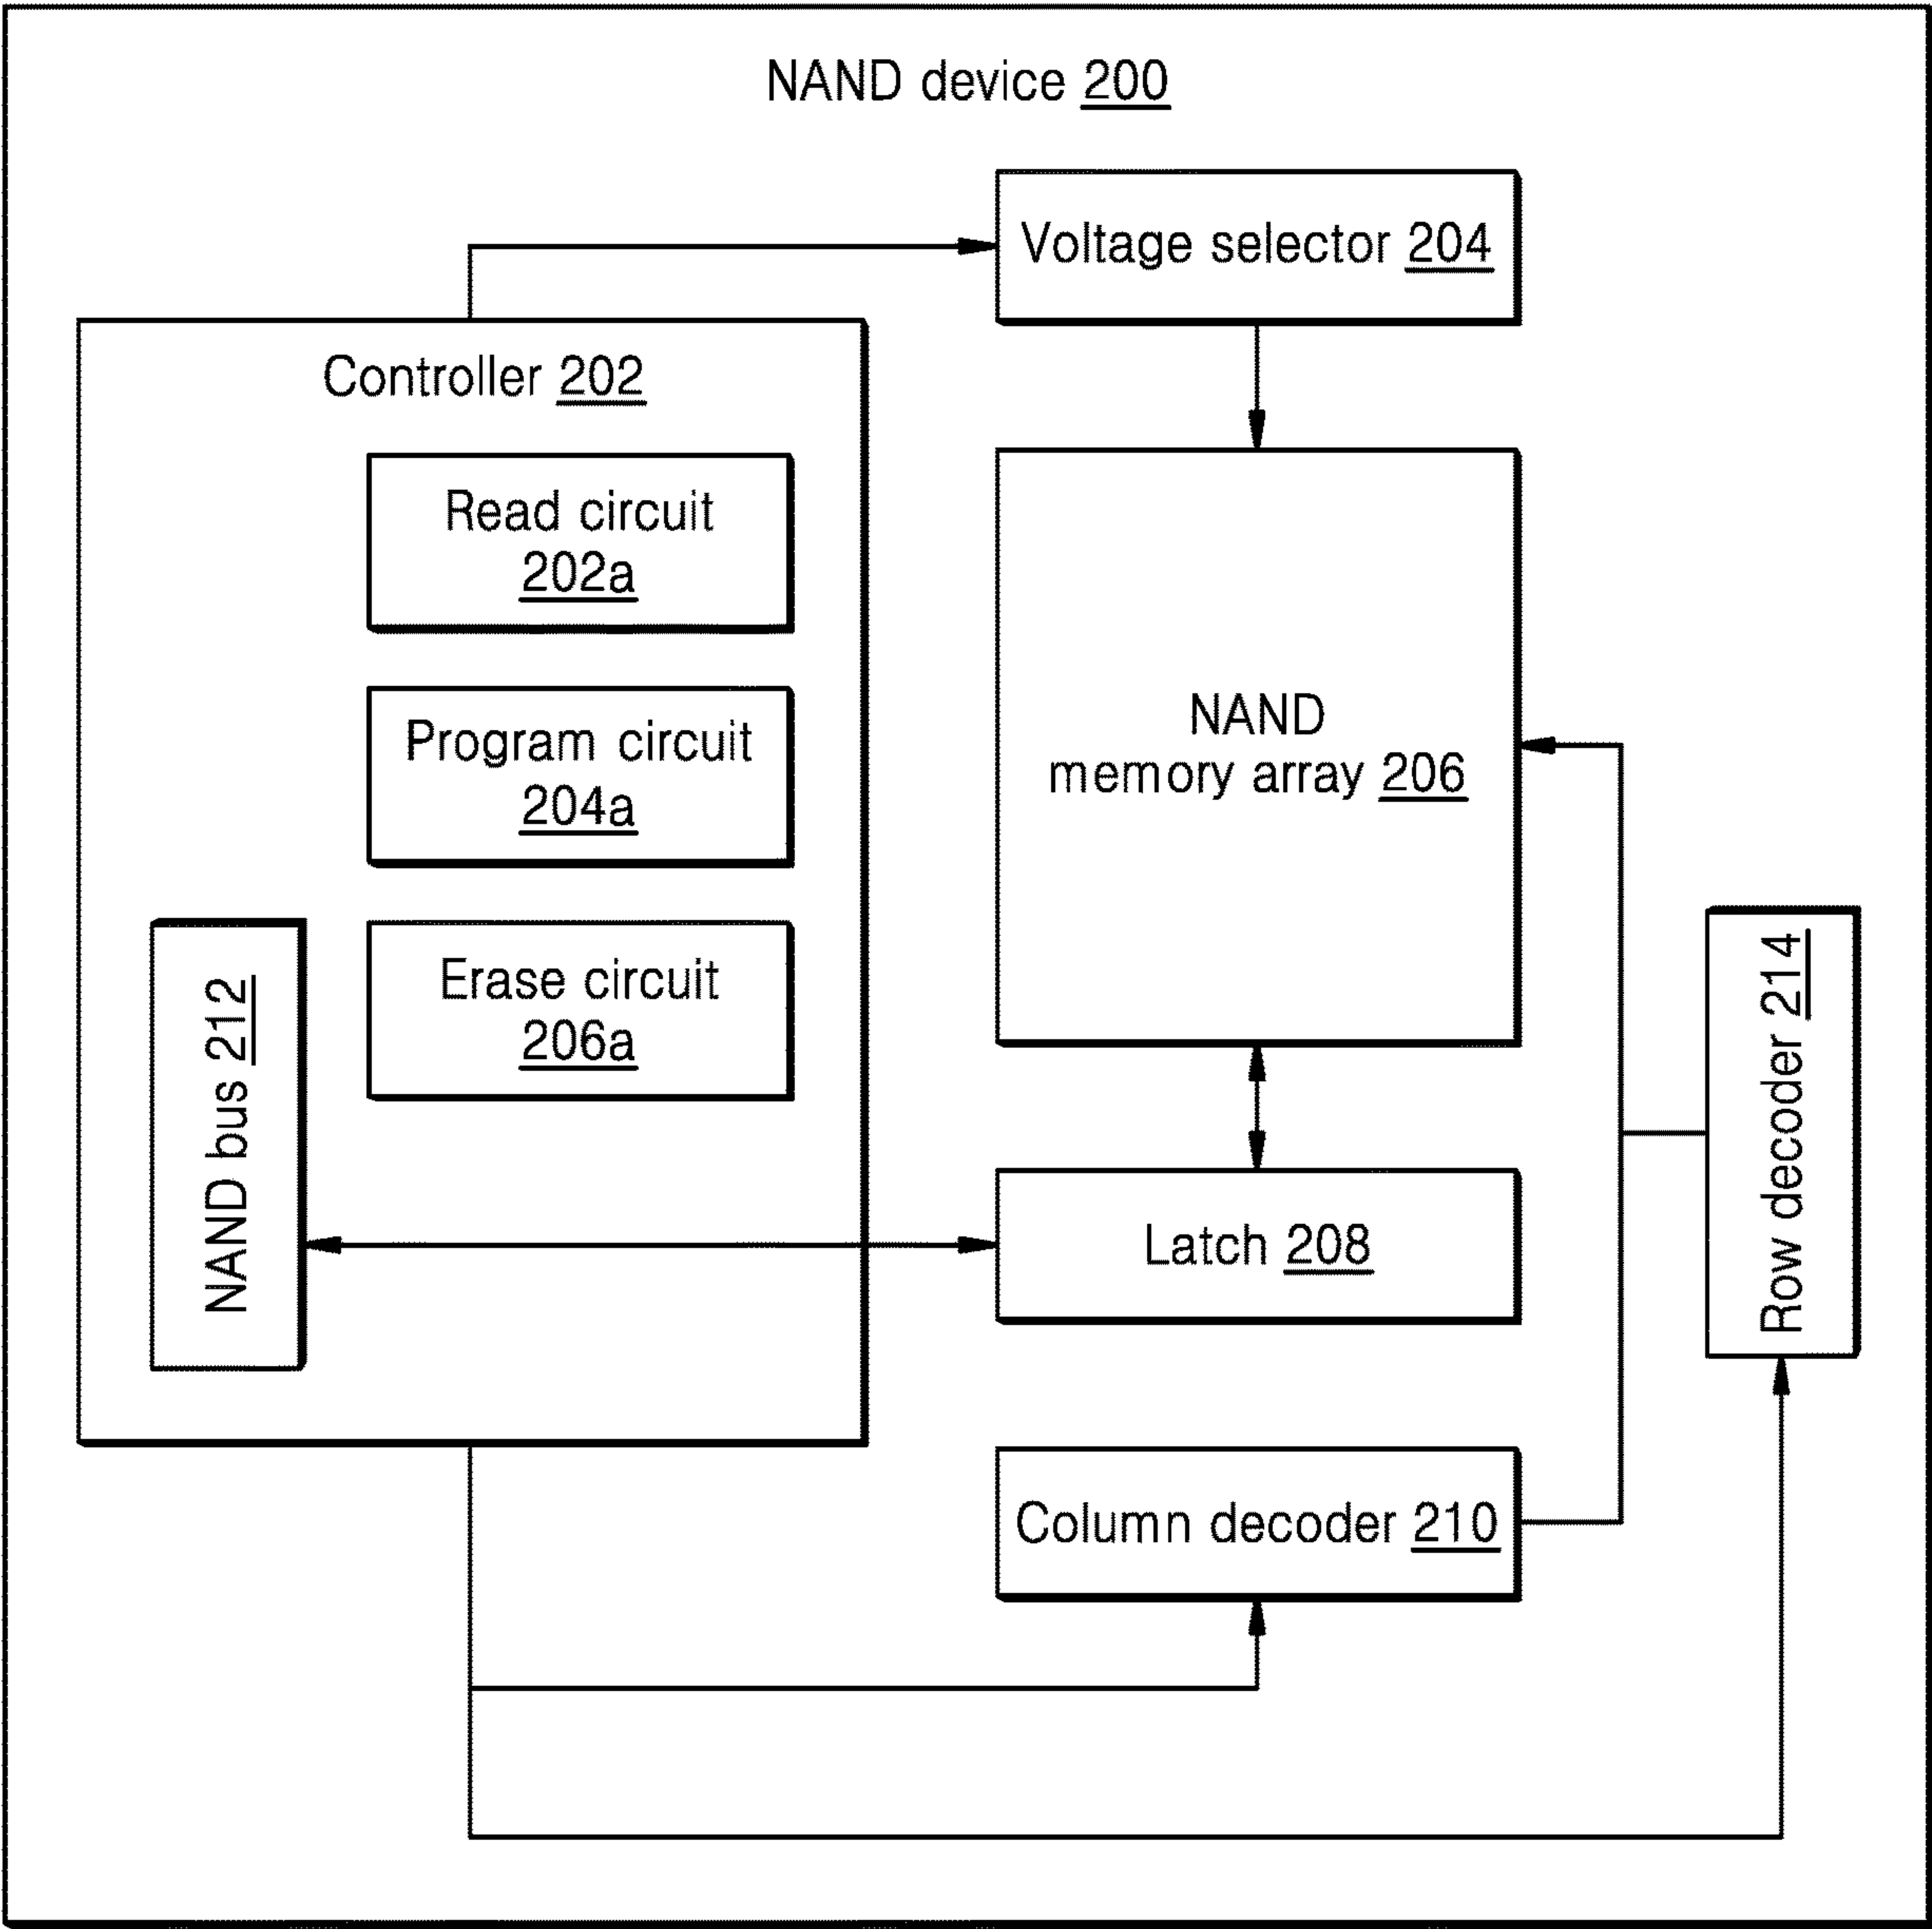 NAND device 200
Voltage selector 204
Controller 202
Read circuit
202a
Program circuit
204a
Erase circuit
206a
NAND bus 212
NAND
memory array 206
Latch 208
Column decoder 210
Row decoder 214